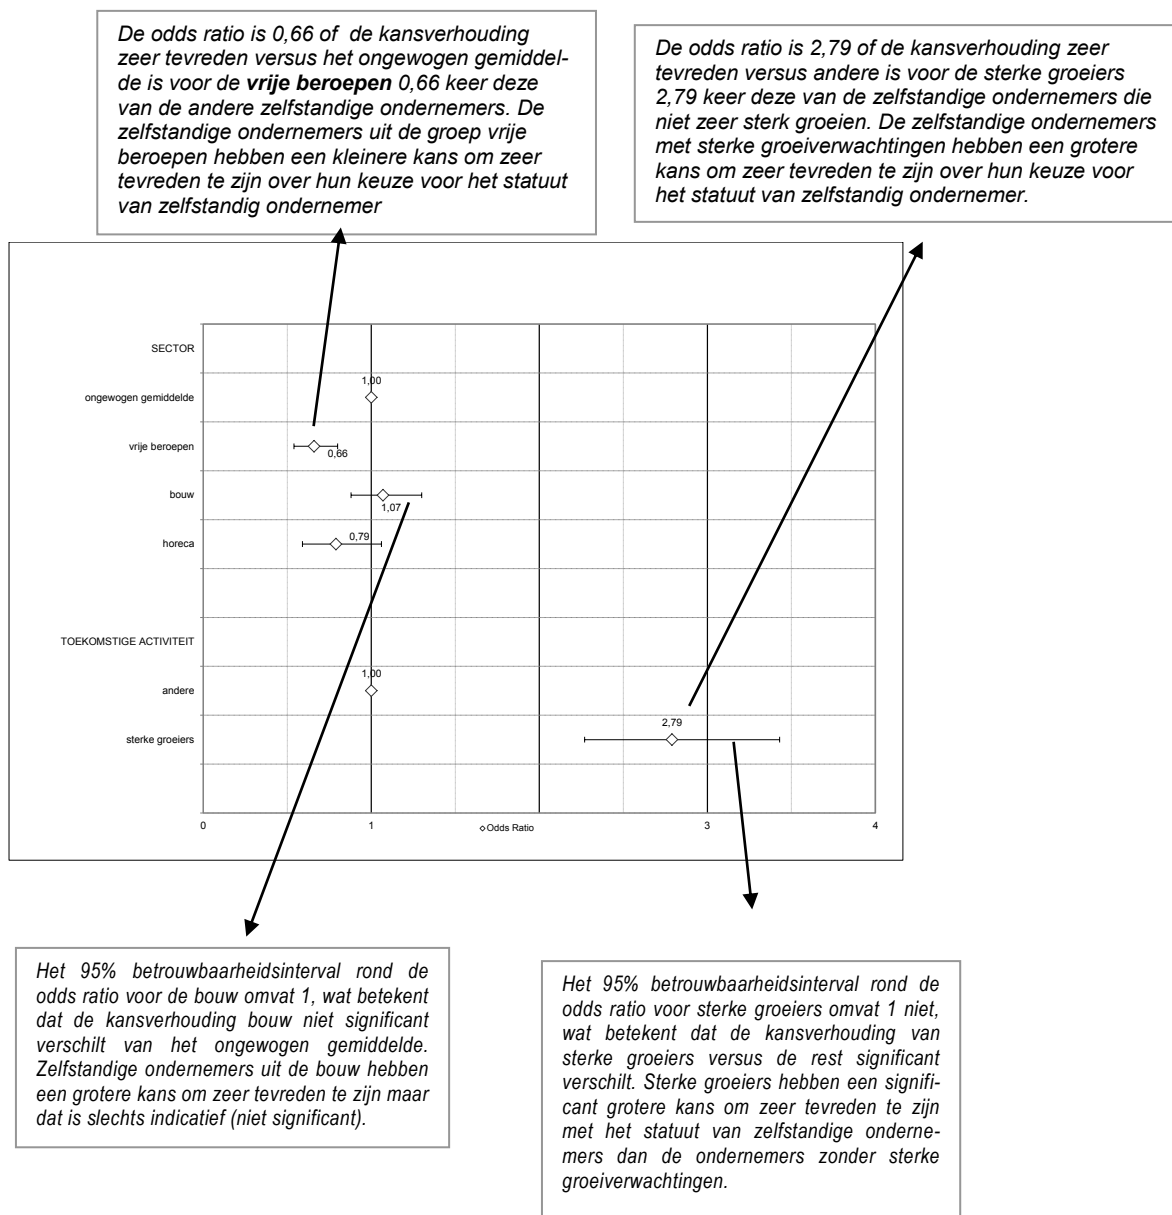 De odds ratio is 0,66 of de kansverhouding
zeer tevreden versus het ongewogen gemiddel-
de is voor de vrije beroepen 0,66 keer deze
van de andere zelfstandige ondernemers. De
zelfstandige ondernemers uit de groep vrije
beroepen hebben een kleinere kans om zeer
tevreden te zijn over hun keuze voor het statuut
van zelfstandig ondernemer
De odds ratio is 2,79 of de kansverhouding zeer
tevreden versus andere is voor de sterke groeiers
2,79 keer deze van de zelfstandige ondernemers die
niet zeer sterk groeien. De zelfstandige ondernemers
met sterke groeiverwachtingen hebben een grotere
kans om zeer tevreden te zijn over hun keuze voor
het statuut van zelfstandig ondernemer.
SECTOR
1,00
ongewogen gemiddelde
vrije beroepen
0,66
bouw
1,07
horeca
0,79
TOEKOMSTIGE ACTIVITEIT
1,00
andere
2,79
sterke groeiers
0
1
3
4
Odds Ratio
Het 95% betrouwbaarheidsinterval rond de
odds ratio voor de bouw omvat 1, wat betekent
dat de kansverhouding bouw niet significant
verschilt van het ongewogen gemiddelde.
Zelfstandige ondernemers uit de bouw hebben
een grotere kans om zeer tevreden te zijn maar
dat is slechts indicatief (niet significant).
Het 95% betrouwbaarheidsinterval rond de
odds ratio voor sterke groeiers omvat 1 niet,
wat betekent dat de kansverhouding van
sterke groeiers versus de rest significant
verschilt. Sterke groeiers hebben een signifi-
cant grotere kans om zeer tevreden te zijn
met het statuut van zelfstandige onderne-
mers dan de ondernemers zonder sterke
groeiverwachtingen.